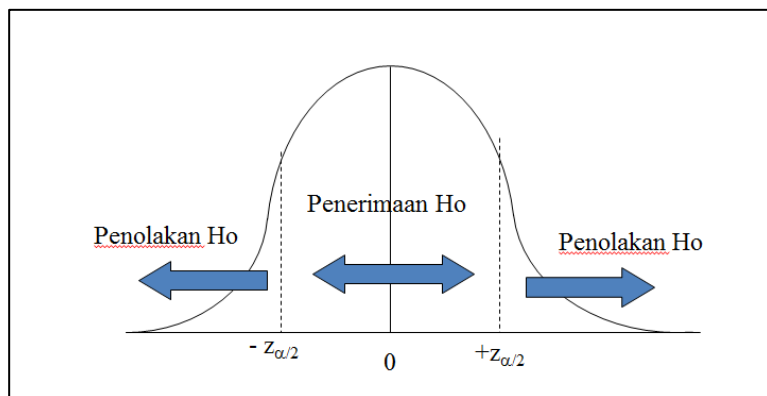 Penerimaan Ho
Penolakan Ho
Penolakan Ho
- zα/2
0
+zα/2